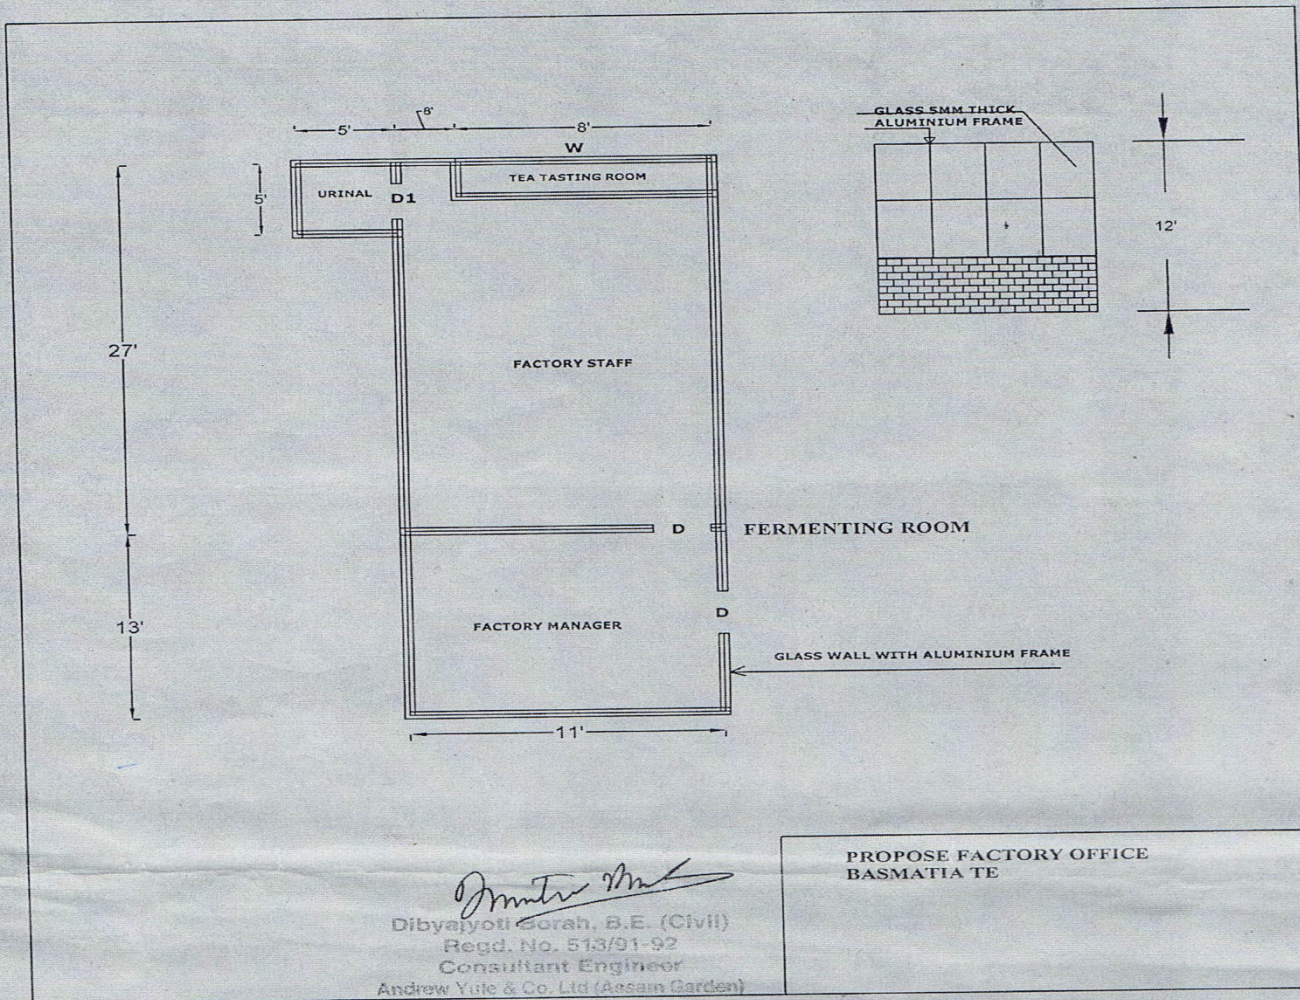 8'
5'
8'
W
GLASS 5MM THICK
ALUMINIUM FRAME
5'
URINAL
D1
TEA TASTING ROOM
12'
27'
FACTORY STAFF
D
FERMENTING ROOM
D
13'
FACTORY MANAGER
GLASS WALL WITH ALUMINIUM FRAME
11'
PROPOSE FACTORY OFFICE
BASMATIA TE
Dibyajyoti Borah, B.E. (Civil)
Regd. No. 513/91-92
Consultant Engineer
Andrew Yule & Co. Ltd (Assam Garden)